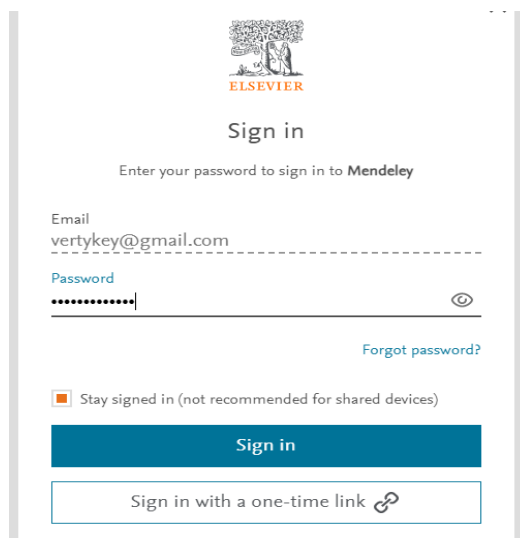 ELSEVIER
Sign in
Enter your password to sign in to Mendeley
Email
vertykey@gmail.com
Password
•••••••••••••
Forgot password?
Stay signed in (not recommended for shared devices)
Sign in
Sign in with a one-time link